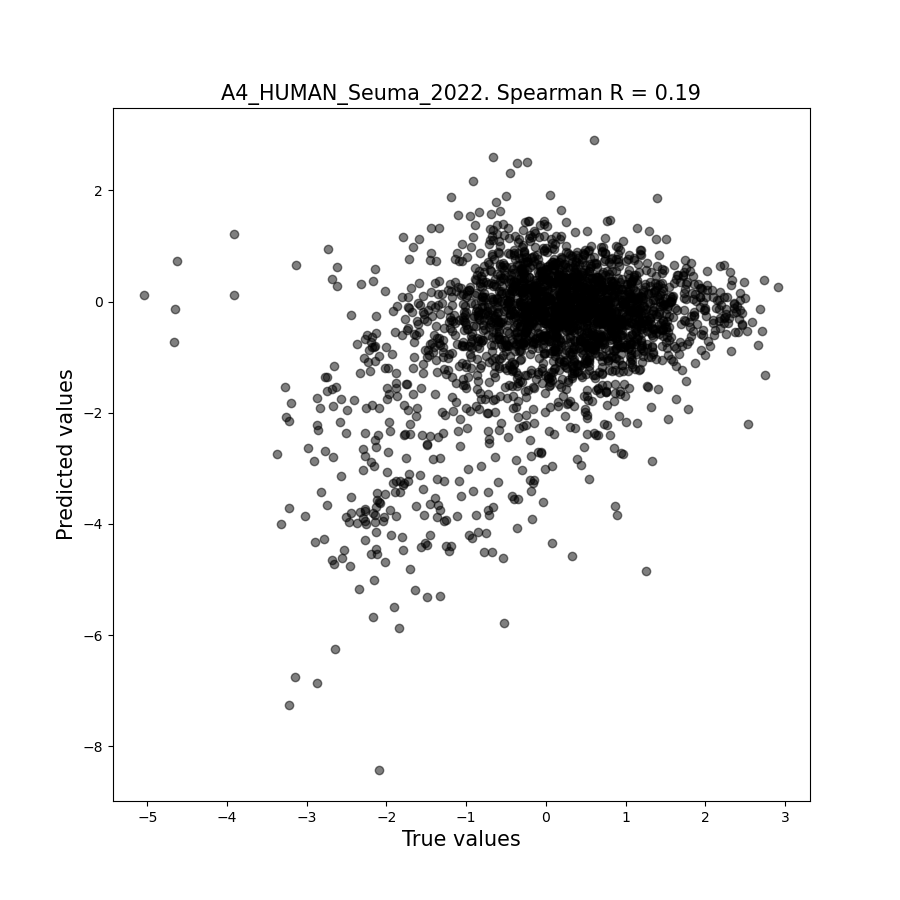 A4_HUMAN_Seuma_2022. Spearman R = 0.19
2
0
−2
−4
−6
−8
Predicted values
−5 −4 −3 −2 −1 0 1 2 3
True values